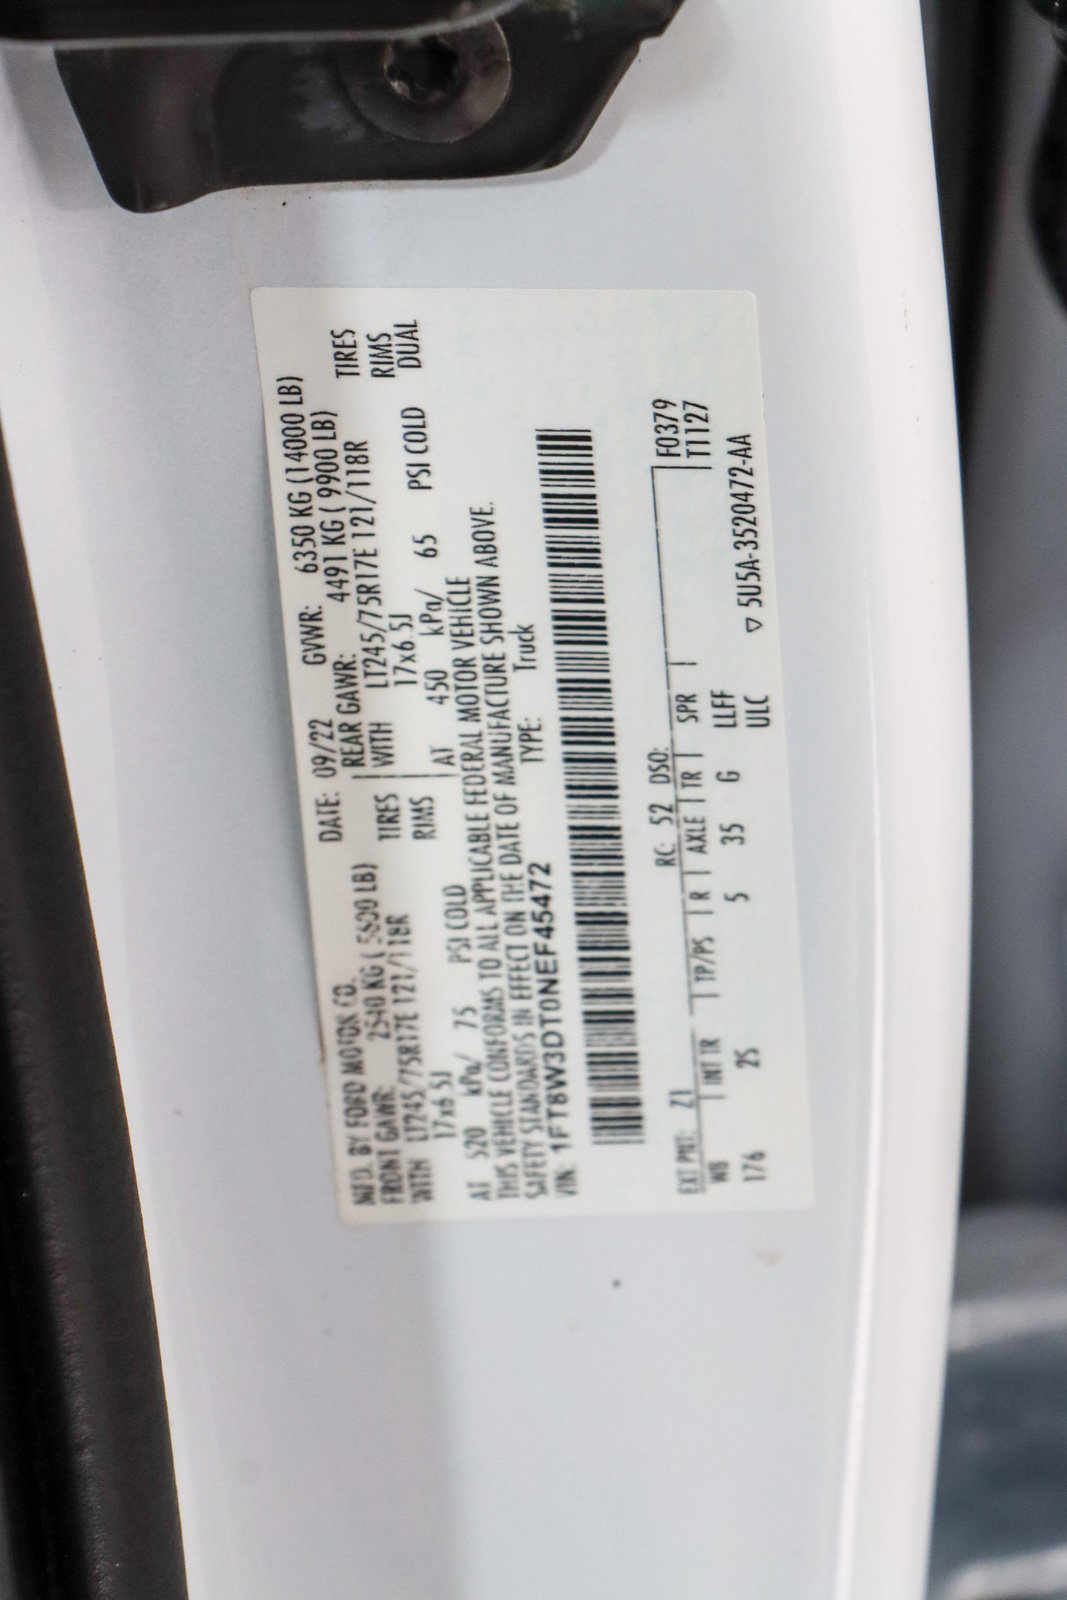 MFD. BY FORD MOTOR CO. DATE: 09/22 GVWR: 6350 KG (14000 LB)
FRONT GAWR: 2540 KG ( 5600 LB) REAR GAWR: 4491 KG ( 9900 LB)
WITH LT245/75R17E 121/118R TIRES WITH LT245/75R17E 121/118R TIRES
17x6.5J RIMS 17x6.5J RIMS
AT 520 kPa/ 75 PSI COLD AT 450 kPa/ 65 PSI COLD DUAL
THIS VEHICLE CONFORMS TO ALL APPLICABLE FEDERAL MOTOR VEHICLE
SAFETY STANDARDS IN EFFECT ON THE DATE OF MANUFACTURE SHOWN ABOVE.
VIN: 1FT8W3DT0NEF45472 TYPE: Truck
EXT PNT: Z1 RC: 52 DSO: F0379
WB INT TR TP/PS R AXLE TR SPR T1127
176 2S 5 35 G LLFF
ULC ▽ 5U5A-3520472-AA